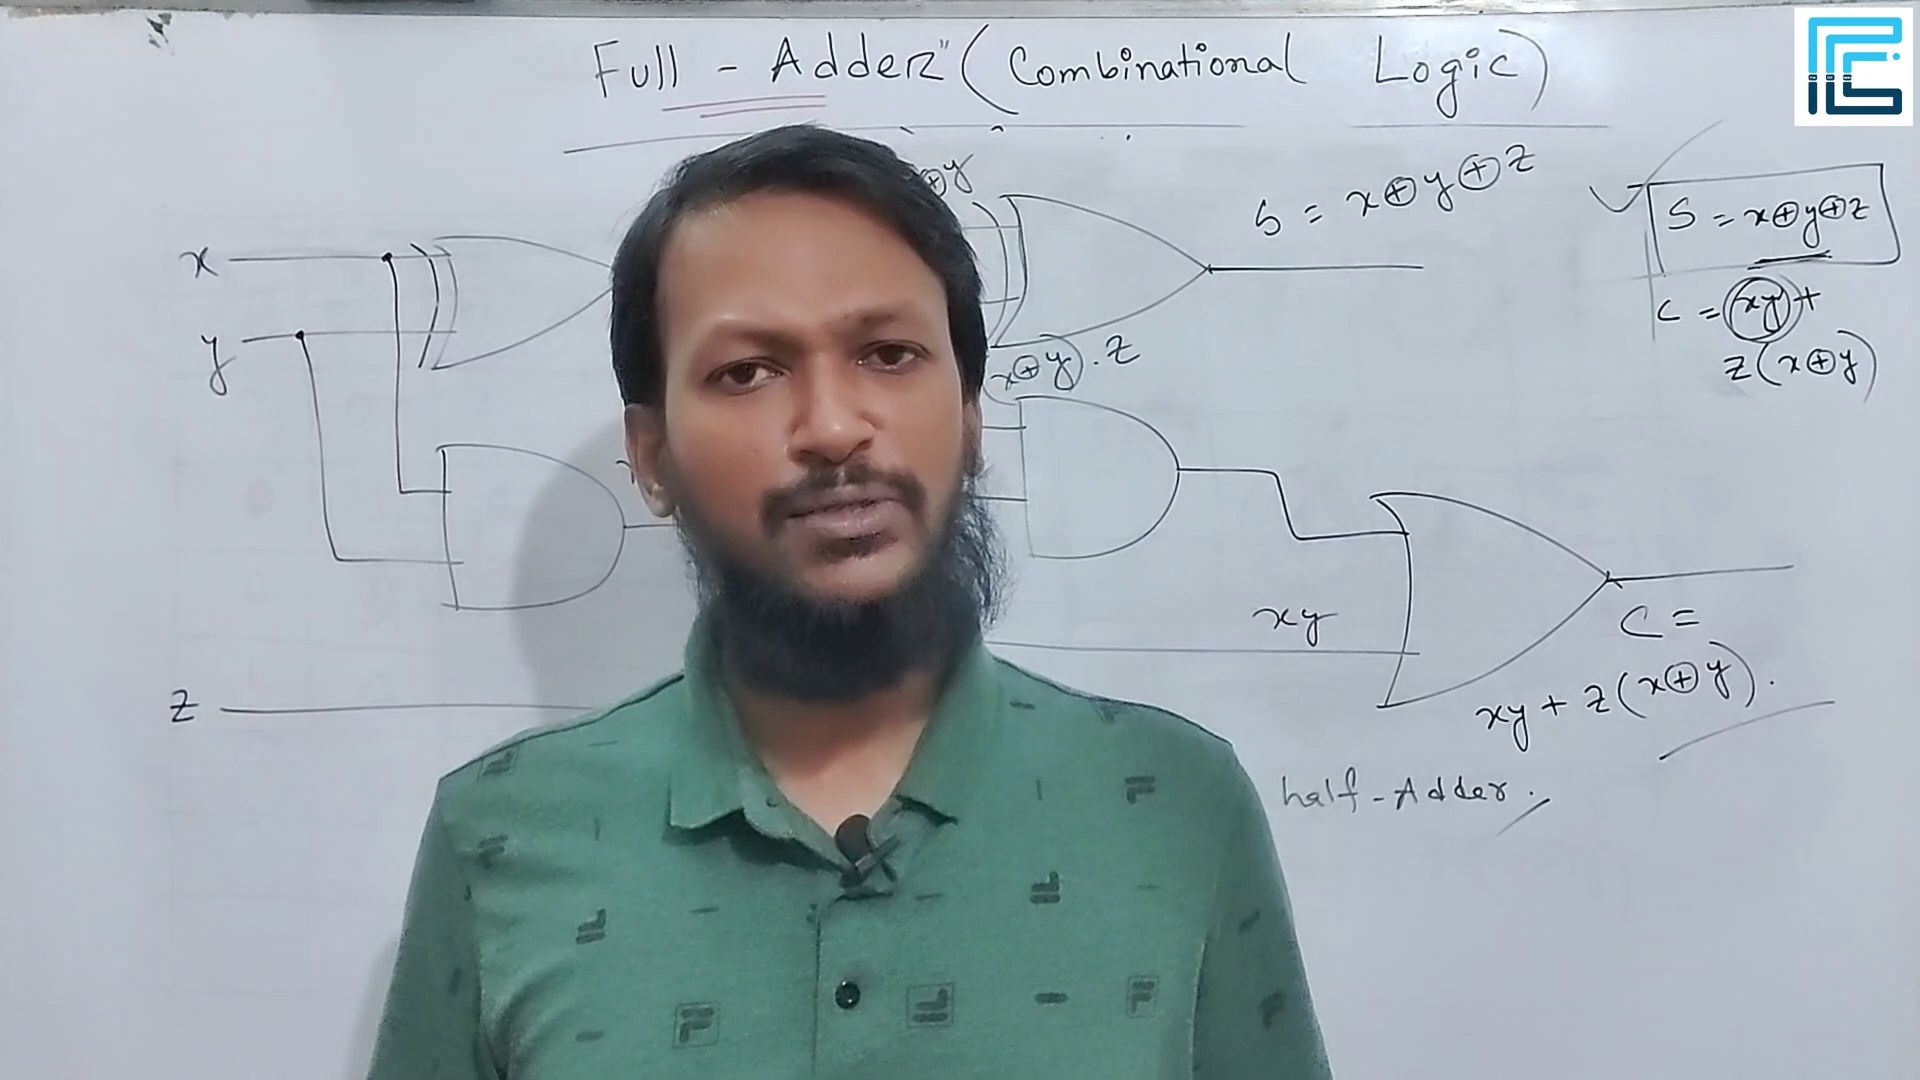 Full - Adder" (Combinational Logic)
⊕y
S = x⊕y⊕z
S = x⊕y⊕z
C = xy +
z(x⊕y)
x
y
x⊕y).z
xy
C =
xy + z(x⊕y).
z
half-Adder.